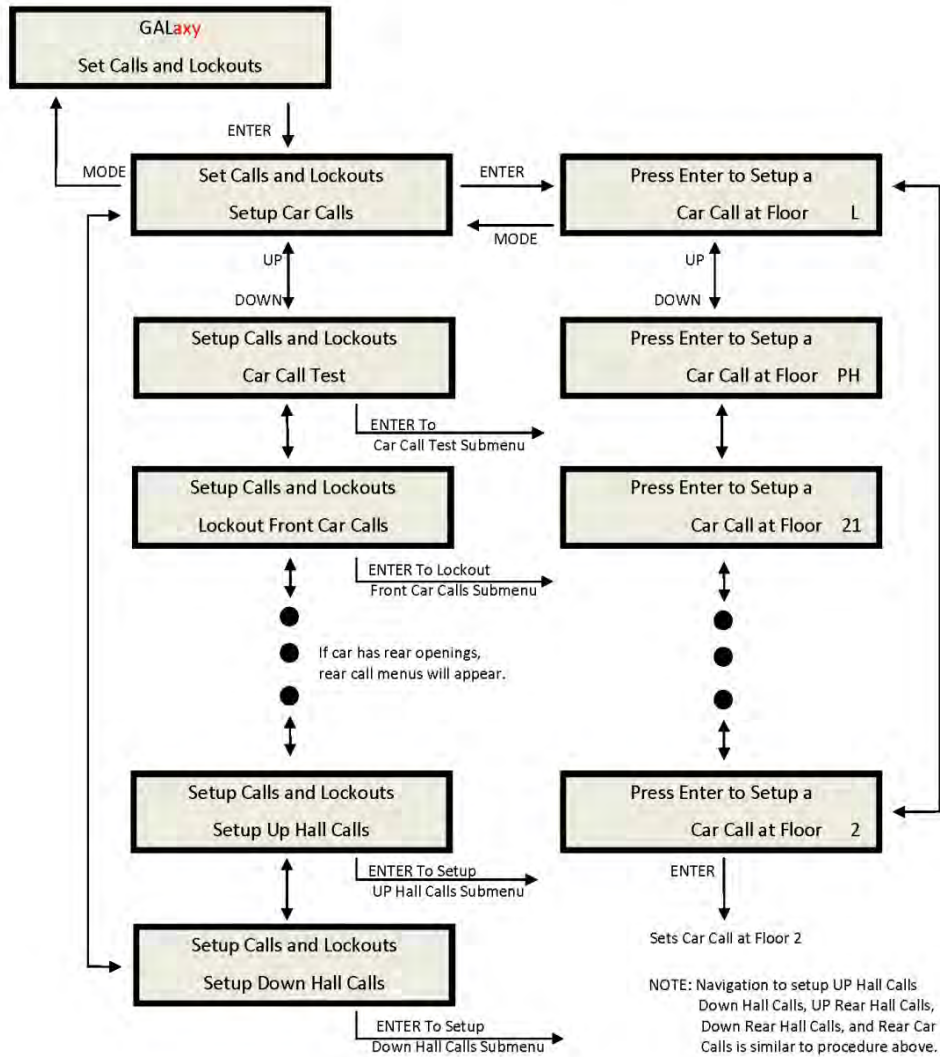 GALaxy
Set Calls and Lockouts
ENTER
MODE
Set Calls and Lockouts
Setup Car Calls
ENTER
MODE
Press Enter to Setup a
Car Call at Floor L
UP
DOWN
UP
DOWN
Setup Calls and Lockouts
Car Call Test
Press Enter to Setup a
Car Call at Floor PH
ENTER To
Car Call Test Submenu
Setup Calls and Lockouts
Lockout Front Car Calls
Press Enter to Setup a
Car Call at Floor 21
ENTER To Lockout
Front Car Calls Submenu
If car has rear openings,
rear call menus will appear.
Setup Calls and Lockouts
Setup Up Hall Calls
Press Enter to Setup a
Car Call at Floor 2
ENTER To Setup
UP Hall Calls Submenu
ENTER
Sets Car Call at Floor 2
Setup Calls and Lockouts
Setup Down Hall Calls
ENTER To Setup
Down Hall Calls Submenu
NOTE: Navigation to setup UP Hall Calls
Down Hall Calls, UP Rear Hall Calls,
Down Rear Hall Calls, and Rear Car
Calls is similar to procedure above.